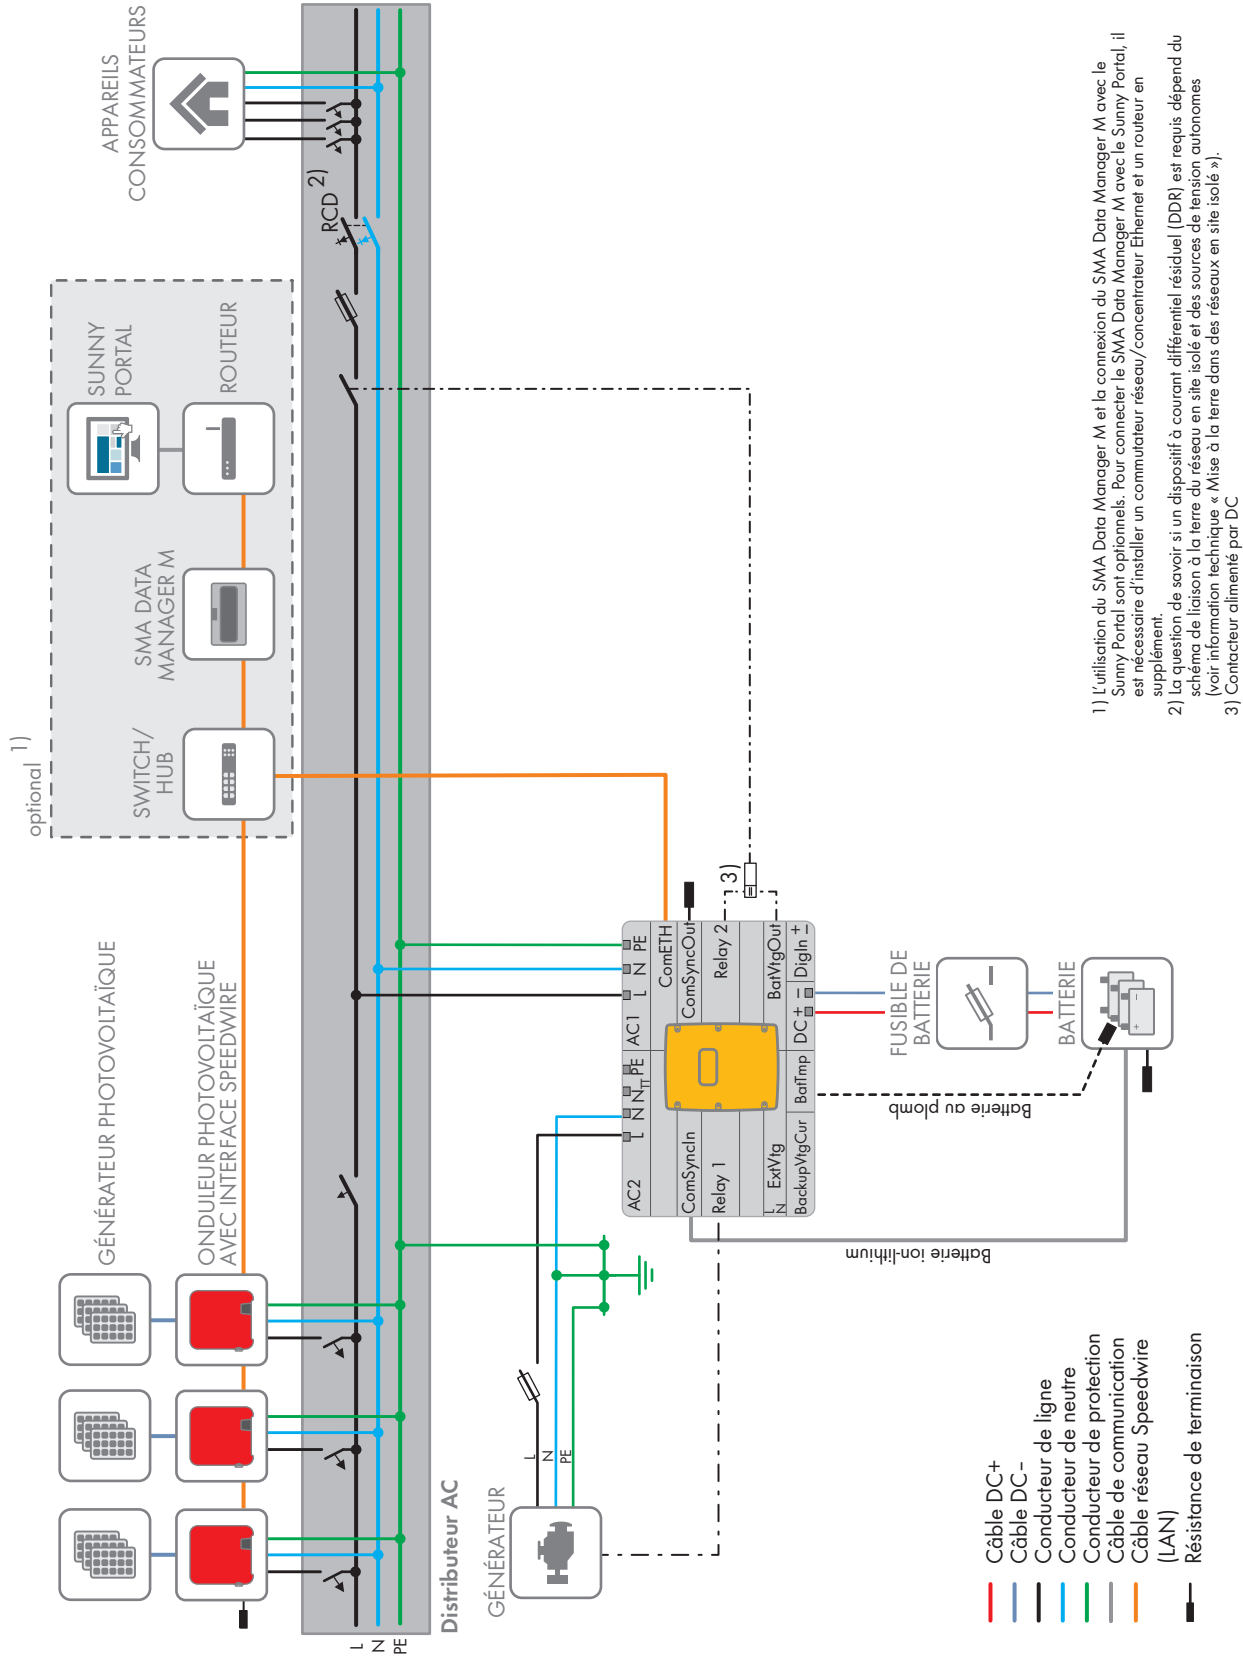 optional 1)
GÉNÉRATEUR PHOTOVOLTAÏQUE
ONDULEUR PHOTOVOLTAÏQUE
AVEC INTERFACE SPEEDWIRE
SWITCH/
HUB
SMA DATA
MANAGER M
SUNNY
PORTAL
ROUTEUR
APPAREILS
CONSOMMATEURS
RCD 2)
L
N
PE
Distributeur AC
GÉNÉRATEUR
L
N
PE
AC2
L
N
NTT
PE
AC1
L
N
PE
ComETH
ComSyncIn
ComSyncOut
Relay 1
Relay 2
3)
L
N
ExtVtg
BatVtgOut
BackupVtgCur
BatTmp
DC+ −
DigIn + −
Batterie ion-lithium
Batterie au plomb
FUSIBLE DE
BATTERIE
BATTERIE
Câble DC+
Câble DC−
Conducteur de ligne
Conducteur de neutre
Conducteur de protection
Câble de communication
Câble réseau Speedwire
(LAN)
Résistance de terminaison
1) L'utilisation du SMA Data Manager M et la connexion du SMA Data Manager M avec le
Sunny Portal sont optionnels. Pour connecter le SMA Data Manager M avec le Sunny Portal, il
est nécessaire d'installer un commutateur réseau/concentrateur Ethernet et un routeur en
supplément.
2) La question de savoir si un dispositif à courant différentiel résiduel (DDR) est requis dépend du
schéma de liaison à la terre du réseau en site isolé et des sources de tension autonomes
(voir information technique « Mise à la terre dans des réseaux en site isolé »).
3) Contacteur alimenté par DC